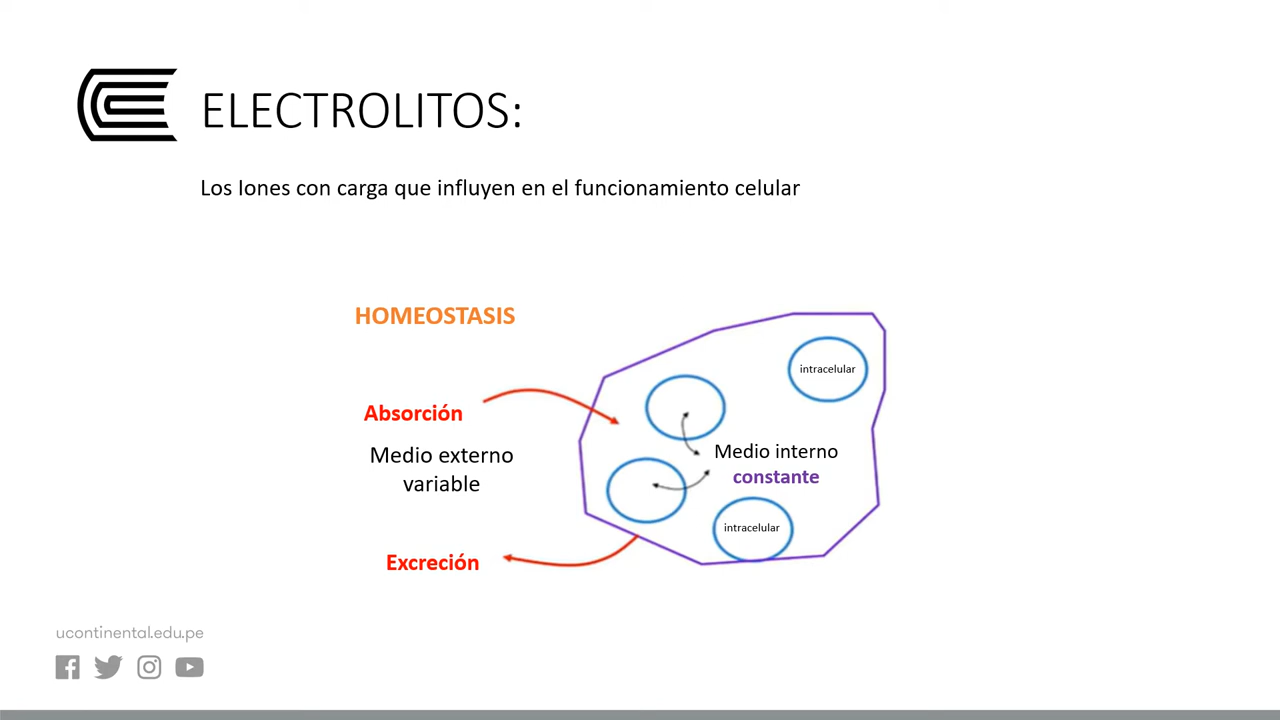 ELECTROLITOS:
Los Iones con carga que influyen en el funcionamiento celular
HOMEOSTASIS
intracelular
Absorción
Medio externo
variable
Medio interno
constante
intracelular
Excreción
ucontinental.edu.pe